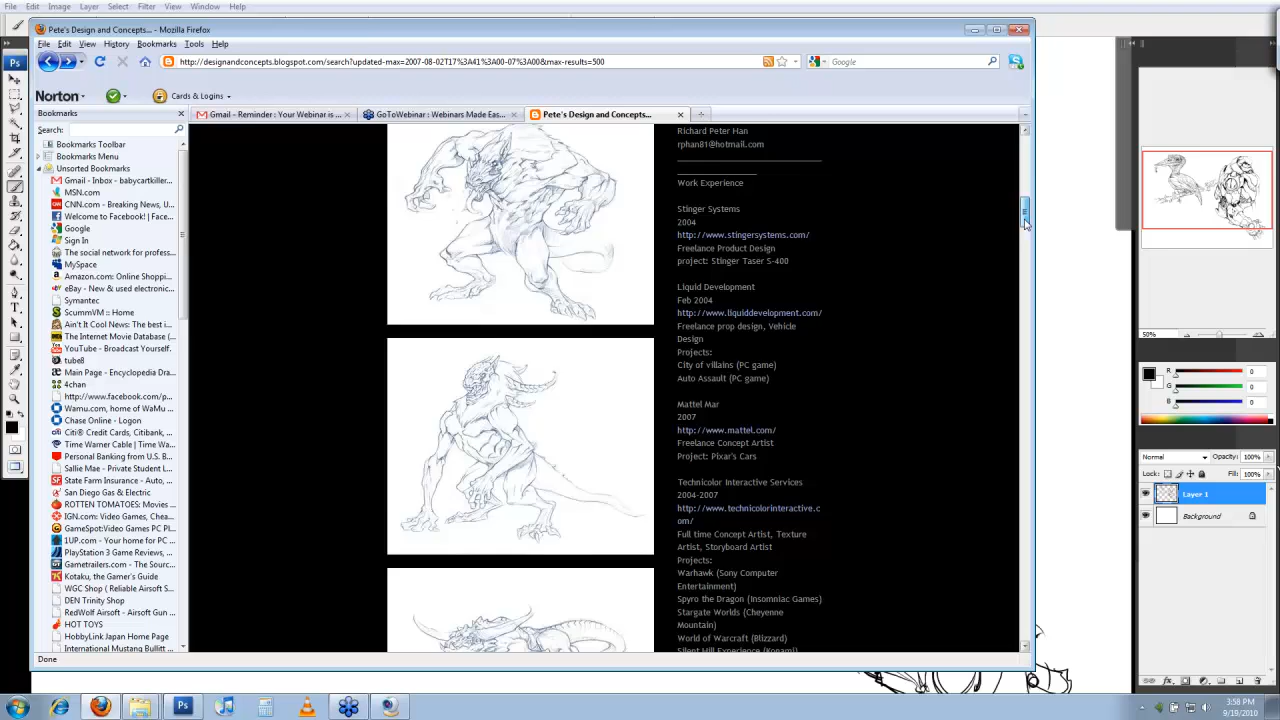 File Edit Image Layer Select Filter
Pete's Design and Concepts... - Mozilla Firefox
File Edit View History Bookmarks Tools Help
http://designandconcepts.blogspot.com/search?updated-max=2007-08-02T17%3A41%3A00-07%3A00&max-results=500
Google
Norton
Cards & Logins
Bookmarks
Gmail - Reminder : Your Webinar is ...
GoToWebinar : Webinars Made Eas...
Pete's Design and Concepts...
Search:
Bookmarks Toolbar
Bookmarks Menu
Unsorted Bookmarks
Gmail - Inbox - babycartkiller...
MSN.com
CNN.com - Breaking News, U...
Welcome to Facebook! | Face...
Google
Sign In
The social network for profes...
MySpace
Amazon.com: Online Shoppi...
eBay - New & used electronic...
Symantec
ScummVM :: Home
Ain't It Cool News: The best i...
The Internet Movie Database (...
YouTube - Broadcast Yourself.
tube8
Main Page - Encyclopedia Dra...
4chan
http://www.facebook.com/p...
Wamu.com, home of WaMu ...
Chase Online - Logon
Citi® Credit Cards, Citibank, ...
Time Warner Cable | Time Wa...
Personal Banking from U.S. B...
Sallie Mae - Private Student L...
State Farm Insurance - Auto, ...
San Diego Gas & Electric
ROTTEN TOMATOES: Movies ...
IGN.com: Video Games, Chea...
GameSpot:Video Games PC Pl...
1UP.com : Your home for PC ...
PlayStation 3 Game Reviews, ...
Gametrailers.com - The Sourc...
Kotaku, the Gamer's Guide
WGC Shop ( Reliable Airsoft S...
DEN Trinity Shop
RedWolf Airsoft - Airsoft Gun ...
HOT TOYS
HobbyLink Japan Home Page
International Mustang Bullitt ...
Richard Peter Han
rphan81@hotmail.com
Work Experience
Stinger Systems
2004
http://www.stingersystems.com/
Freelance Product Design
project: Stinger Taser S-400
Liquid Development
Feb 2004
http://www.liquiddevelopment.com/
Freelance prop design, Vehicle
Design
Projects:
City of villains (PC game)
Auto Assault (PC game)
Mattel Mar
2007
http://www.mattel.com/
Freelance Concept Artist
Project: Pixar's Cars
Technicolor Interactive Services
2004-2007
http://www.technicolorinteractive.c
om/
Full time Concept Artist, Texture
Artist, Storyboard Artist
Projects:
Warhawk (Sony Computer
Entertainment)
Spyro the Dragon (Insomniac Games)
Stargate Worlds (Cheyenne
Mountain)
World of Warcraft (Blizzard)
Silent Hill Experience (Konami)
Done
Ps
50%
R 0
G 0
B 0
Normal Opacity: 100%
Lock: Fill: 100%
Layer 1
Background
Ps
3:58 PM
9/19/2010